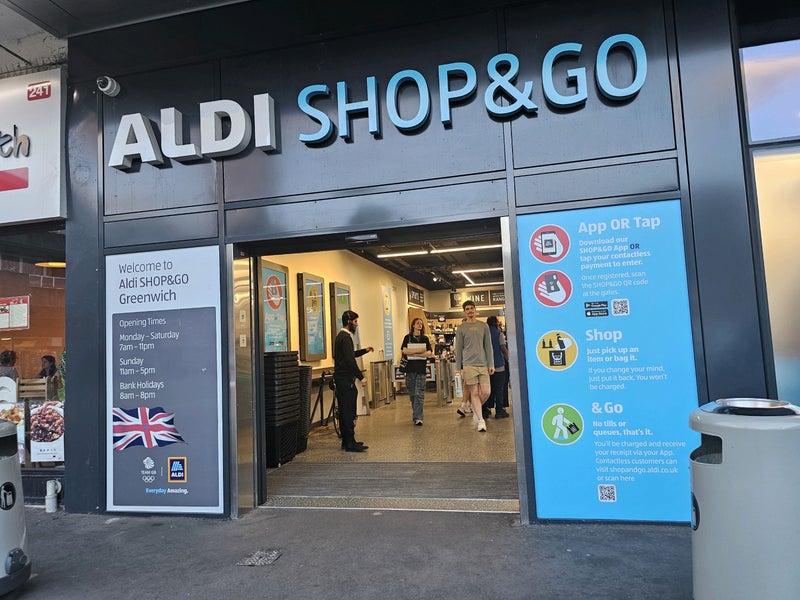 241
ALDI SHOP&GO
Welcome to
Aldi SHOP&GO
Greenwich
Opening Times
Monday – Saturday
7am – 11pm
Sunday
11am – 5pm
Bank Holidays
8am – 8pm
TEAM GB
ALDI
Everyday Amazing.
WINE
App OR Tap
Download our
SHOP&GO App OR
tap your contactless
payment to enter.
Once registered, scan
the SHOP&GO QR code
at the gates.
Shop
Just pick up an
item or bag it.
If you change your mind,
just put it back. You won't
be charged.
& Go
No tills or
queues, that's it.
You'll be charged and receive
your receipt via your App.
Contactless customers can
visit shopandgo.aldi.co.uk
or scan here